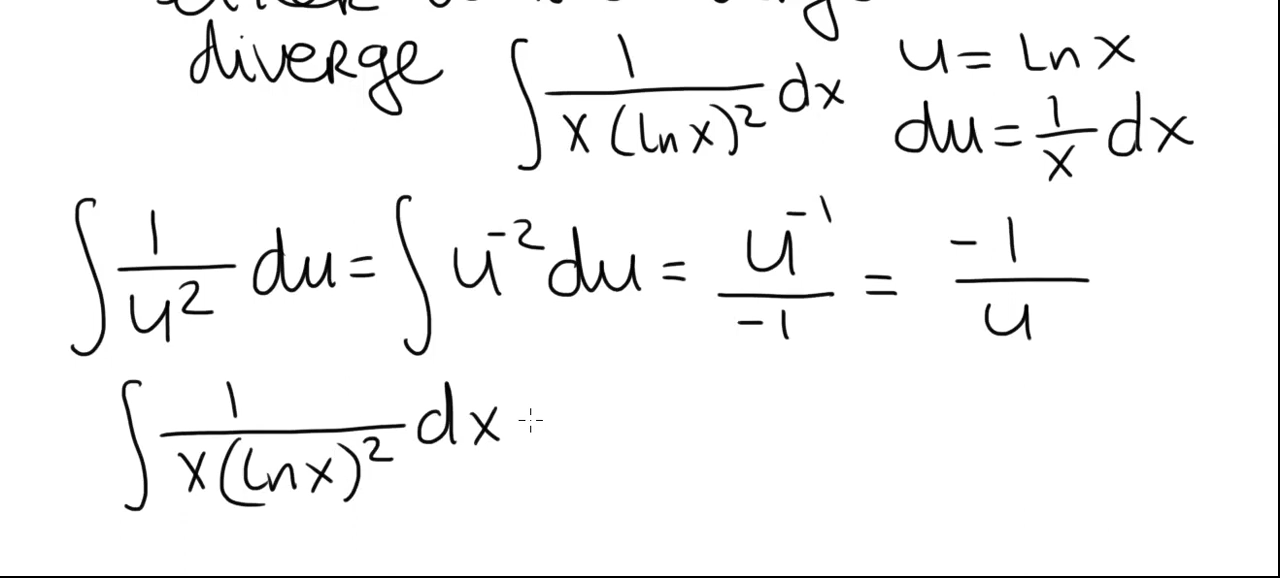 diverge ∫ 1/(x(ln x)²) dx u = ln x
du = 1/x dx
∫ 1/u² du = ∫ u⁻² du = u⁻¹/-1 = -1/u
∫ 1/(x(ln x)²) dx